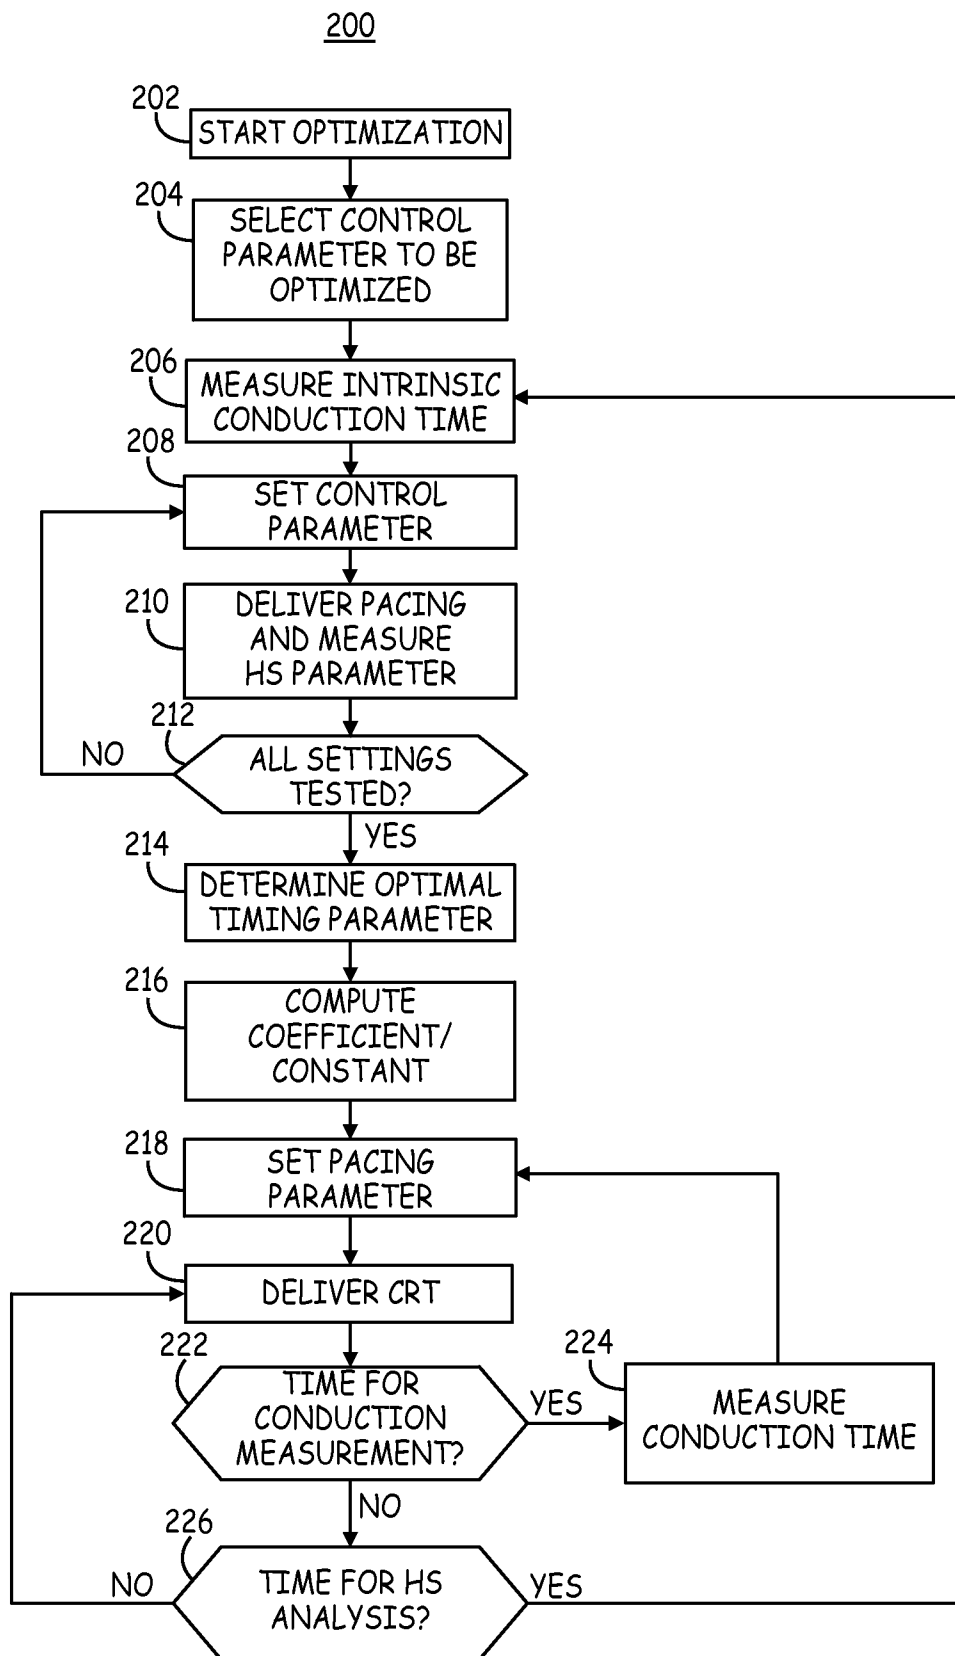 200
202
START OPTIMIZATION
204
SELECT CONTROL
PARAMETER TO BE
OPTIMIZED
206
MEASURE INTRINSIC
CONDUCTION TIME
208
SET CONTROL
PARAMETER
210
DELIVER PACING
AND MEASURE
HS PARAMETER
212
NO
ALL SETTINGS
TESTED?
YES
214
DETERMINE OPTIMAL
TIMING PARAMETER
216
COMPUTE
COEFFICIENT/
CONSTANT
218
SET PACING
PARAMETER
220
DELIVER CRT
222
TIME FOR
CONDUCTION
MEASUREMENT?
YES
224
MEASURE
CONDUCTION TIME
NO
226
NO
TIME FOR HS
ANALYSIS?
YES